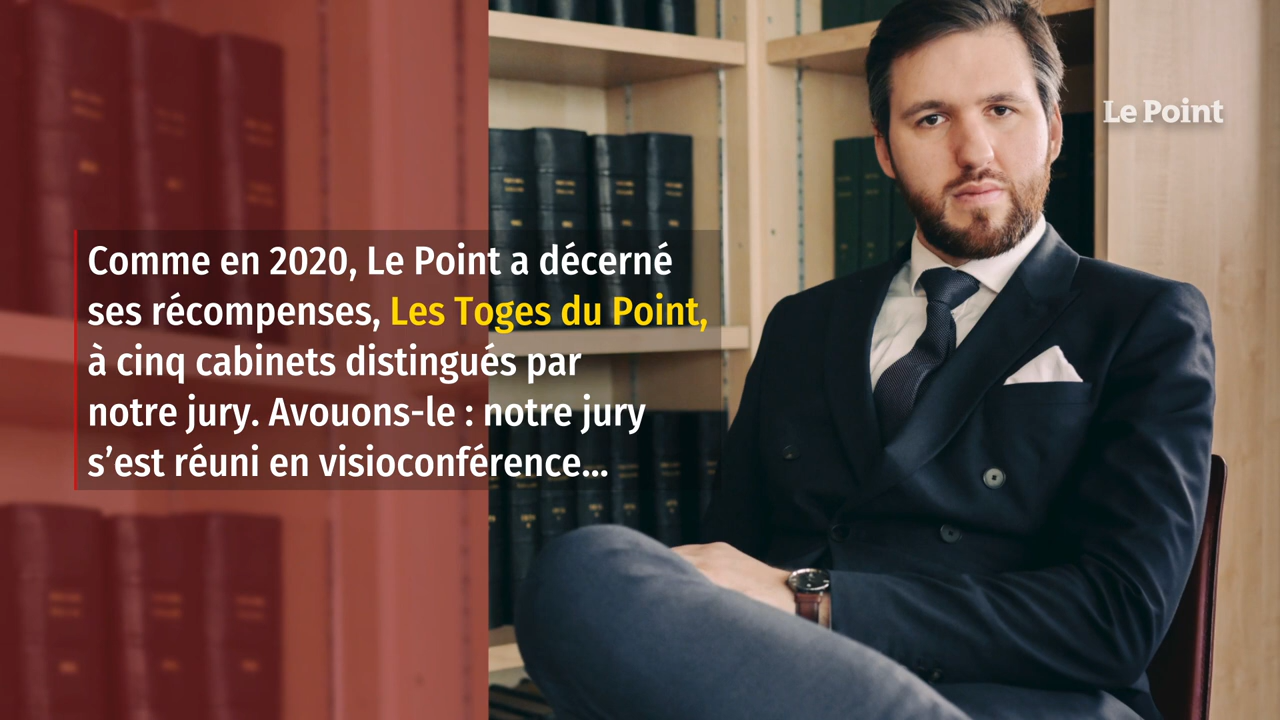 Le Point
Comme en 2020, Le Point a décerné
ses récompenses, Les Toges du Point,
à cinq cabinets distingués par
notre jury. Avouons-le : notre jury
s’est réuni en visioconférence...